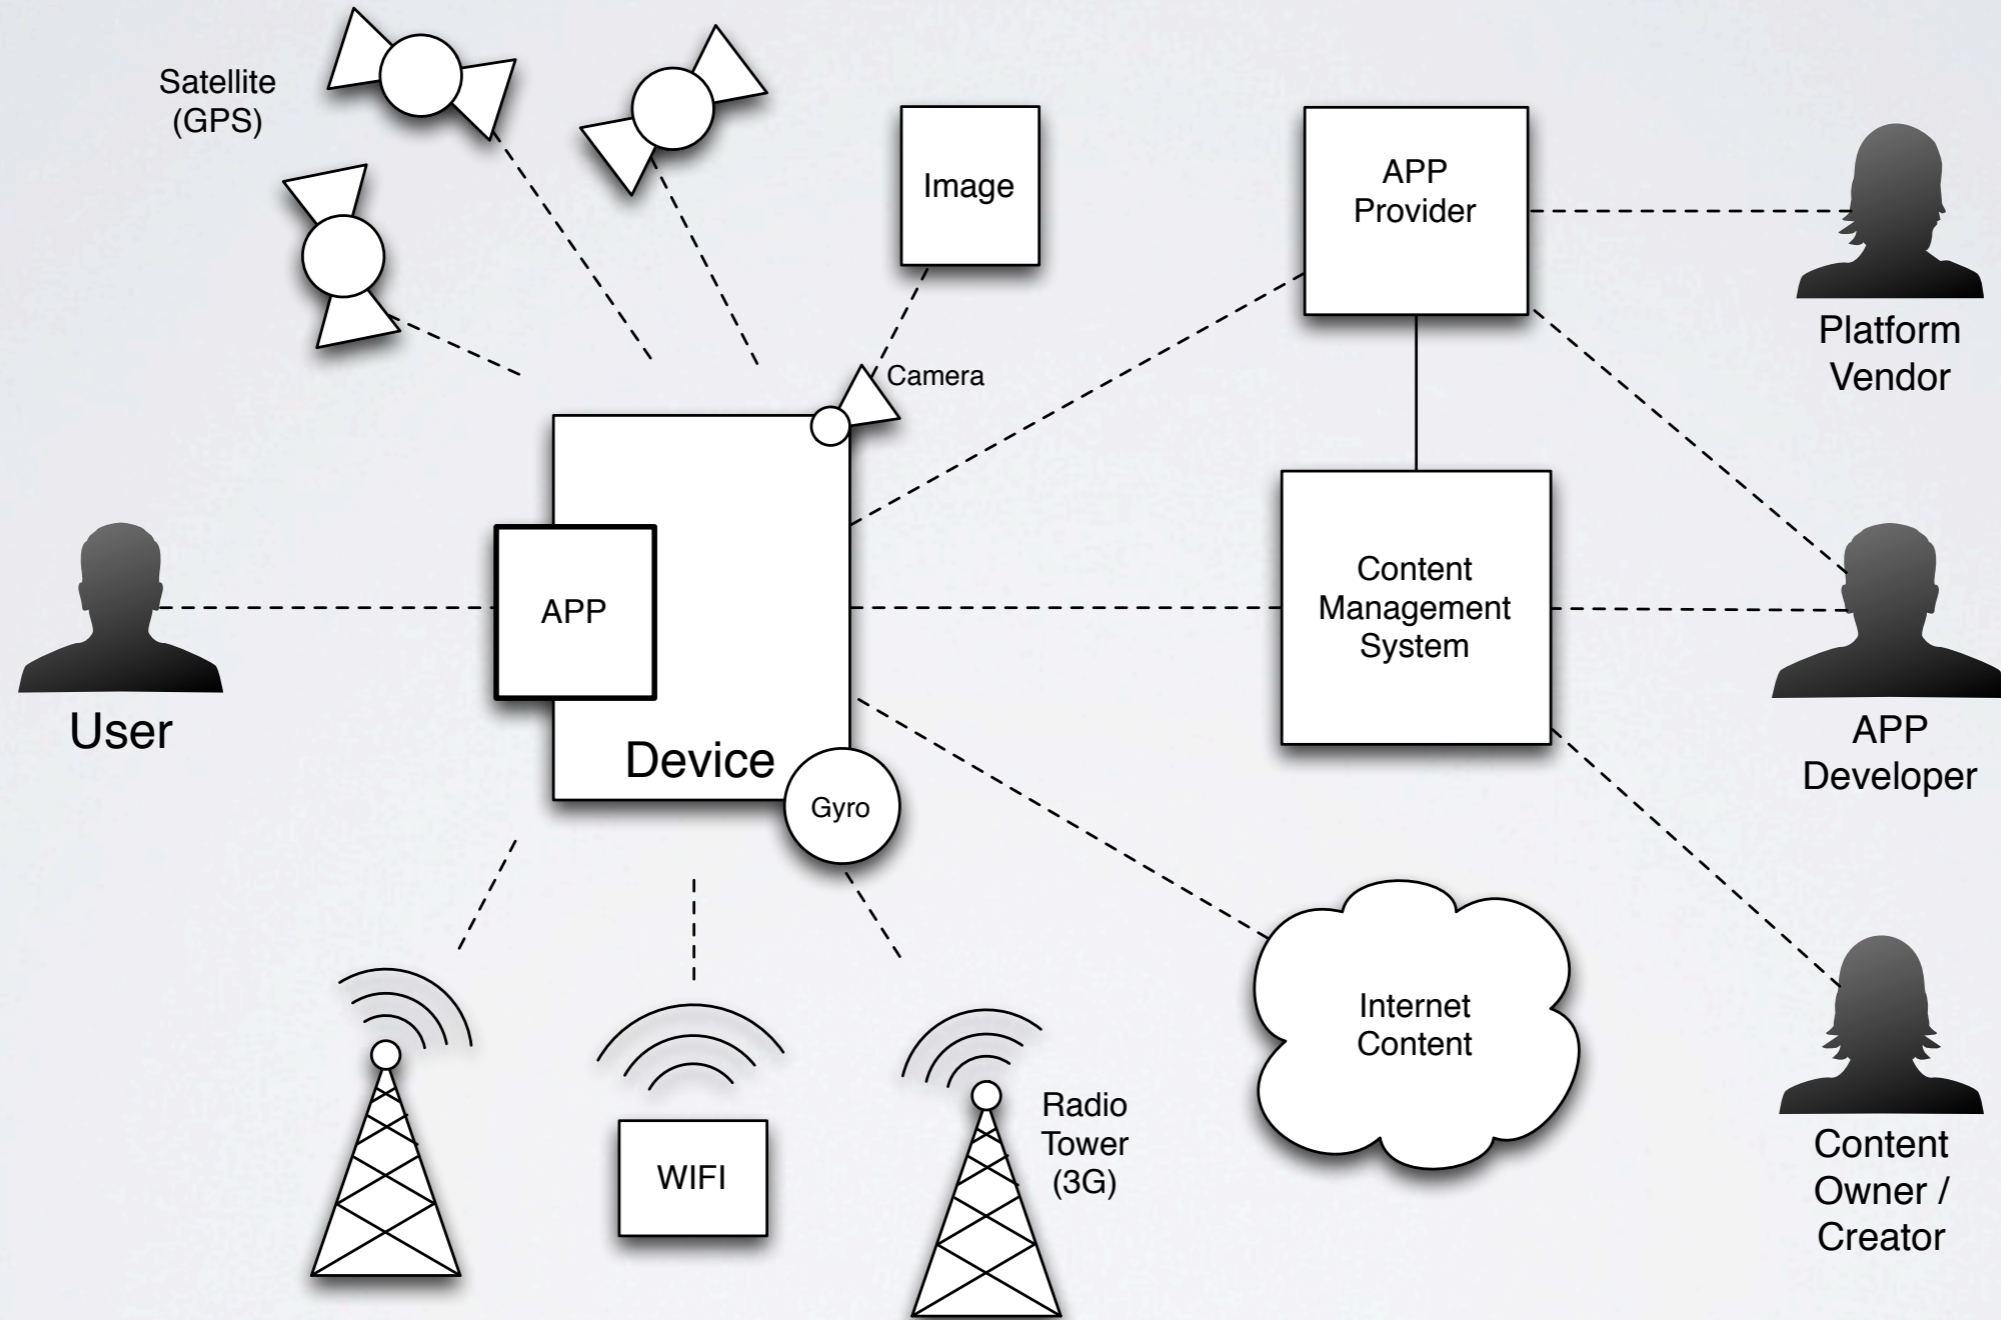 Satellite
(GPS)
Image
APP
Provider
Platform
Vendor
Camera
APP
Device
Gyro
User
Content
Management
System
APP
Developer
Internet
Content
WIFI
Radio
Tower
(3G)
Content
Owner /
Creator